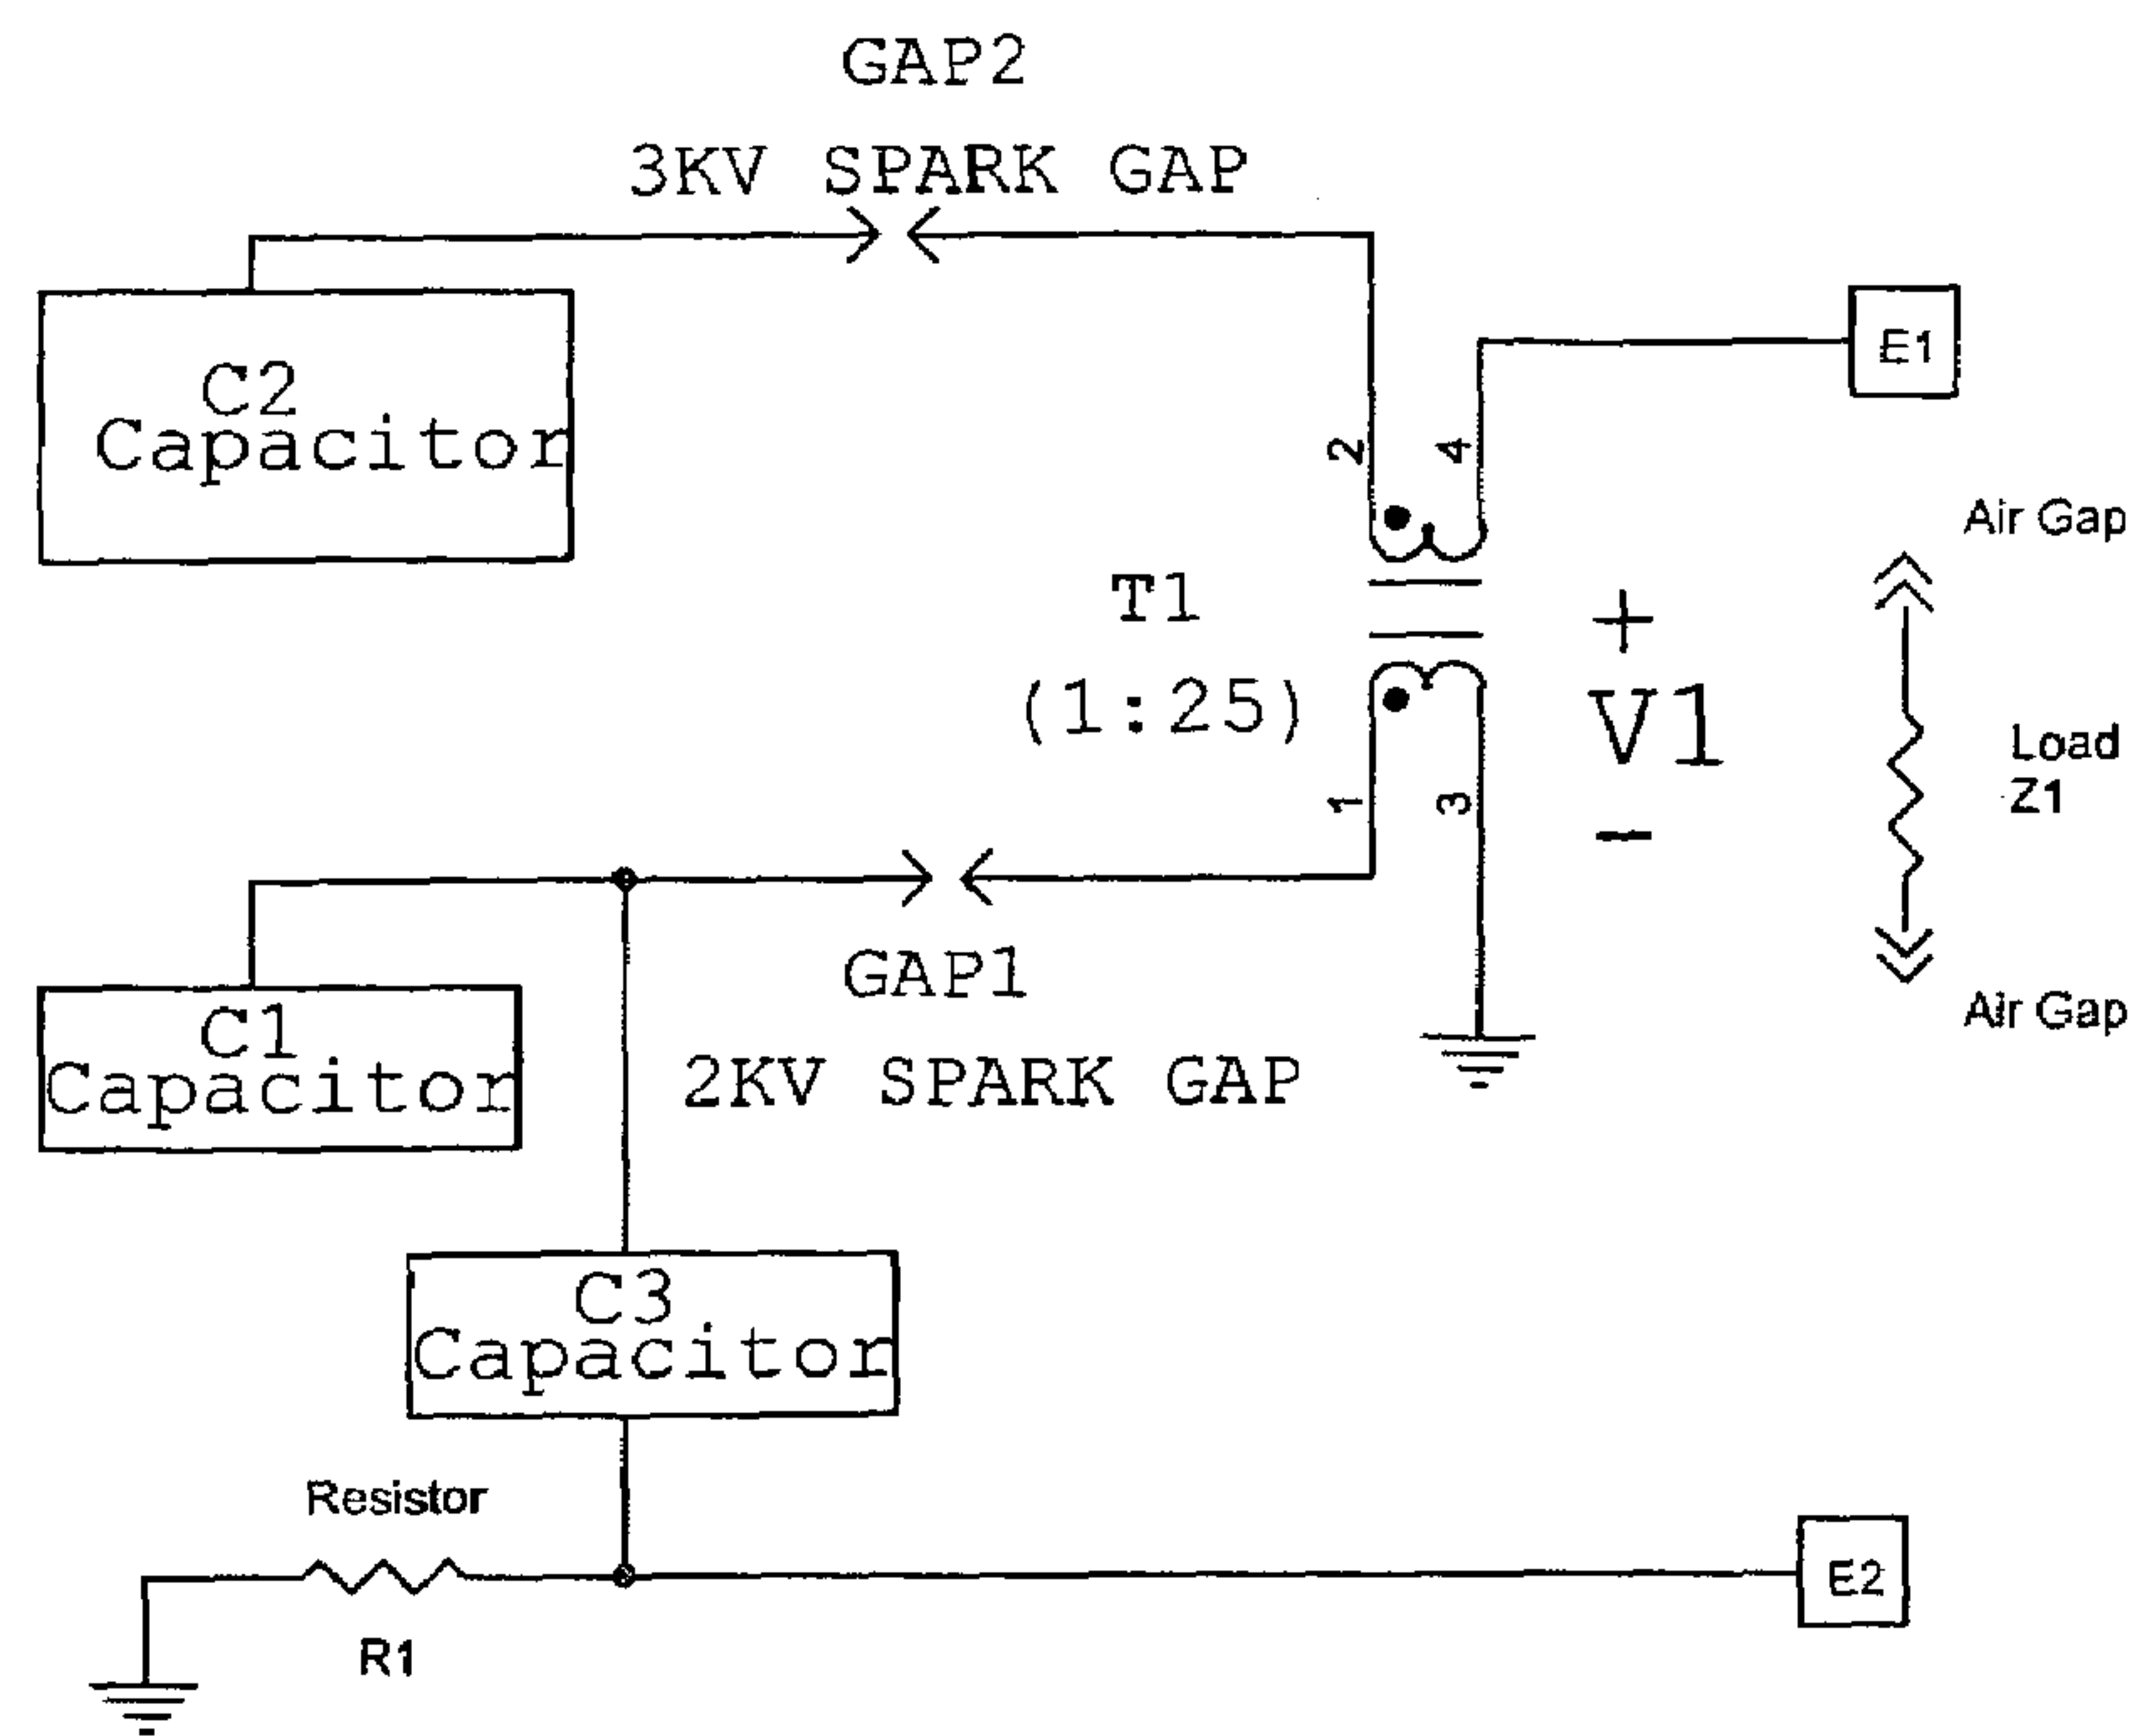 GAP2
3KV SPARK GAP
E1
C2
Capacitor
2
4
Air Gap
T1
(1:25)
+
V1
-
Load
Z1
1
3
GAP1
2KV SPARK GAP
Air Gap
C1
Capacitor
C3
Capacitor
Resistor
R1
E2